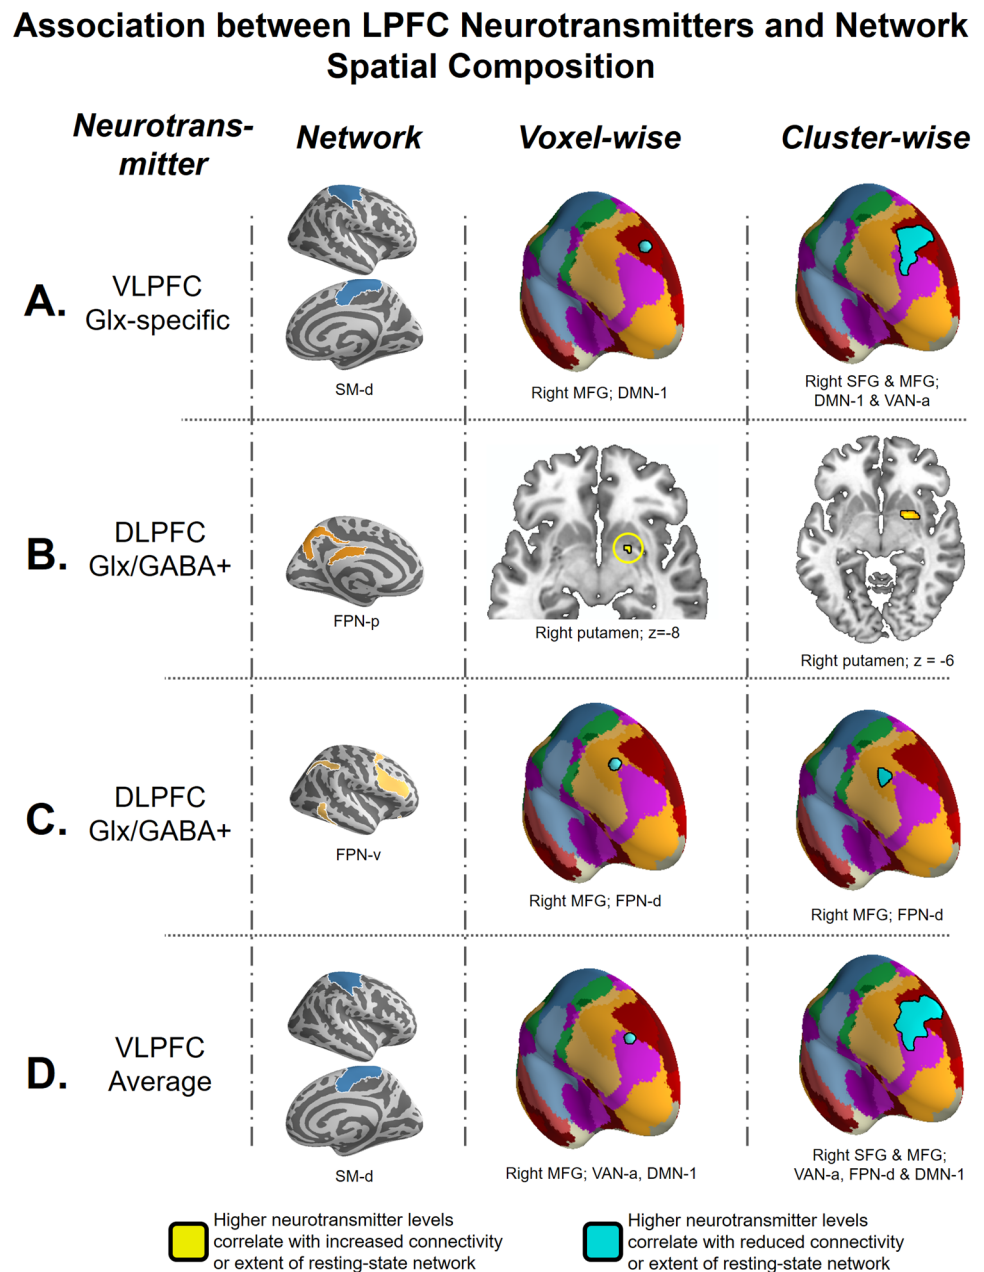 Association between LPFC Neurotransmitters and Network
Spatial Composition
Neurotrans-
mitter
Network
Voxel-wise
Cluster-wise
A.
VLPFC
Glx-specific
SM-d
Right MFG; DMN-1
Right SFG & MFG;
DMN-1 & VAN-a
B.
DLPFC
Glx/GABA+
FPN-p
Right putamen; z=-8
Right putamen; z = -6
C.
DLPFC
Glx/GABA+
FPN-v
Right MFG; FPN-d
Right MFG; FPN-d
D.
VLPFC
Average
SM-d
Right MFG; VAN-a, DMN-1
Right SFG & MFG;
VAN-a, FPN-d & DMN-1
Higher neurotransmitter levels
correlate with increased connectivity
or extent of resting-state network
Higher neurotransmitter levels
correlate with reduced connectivity
or extent of resting-state network